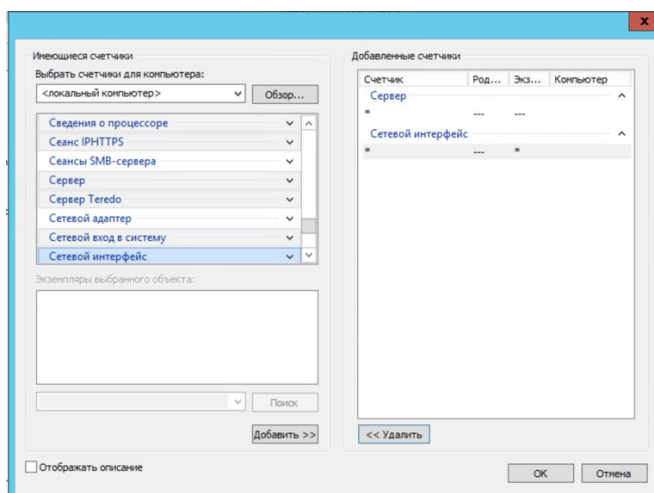 x
Имеющиеся счетчики
Выбрать счетчики для компьютера:
<локальный компьютер>
Обзор...
Сведения о процессоре
Сеанс IPHTTPS
Сеансы SMB-сервера
Сервер
Сервер Teredo
Сетевой адаптер
Сетевой вход в систему
Сетевой интерфейс
Экземпляры выбранного объекта:
Поиск
Добавить >>
Отображать описание
Добавленные счетчики
Счетчик Род... Экз... Компьютер
Сервер
* --- ---
Сетевой интерфейс
* --- *
<< Удалить
ОК Отмена